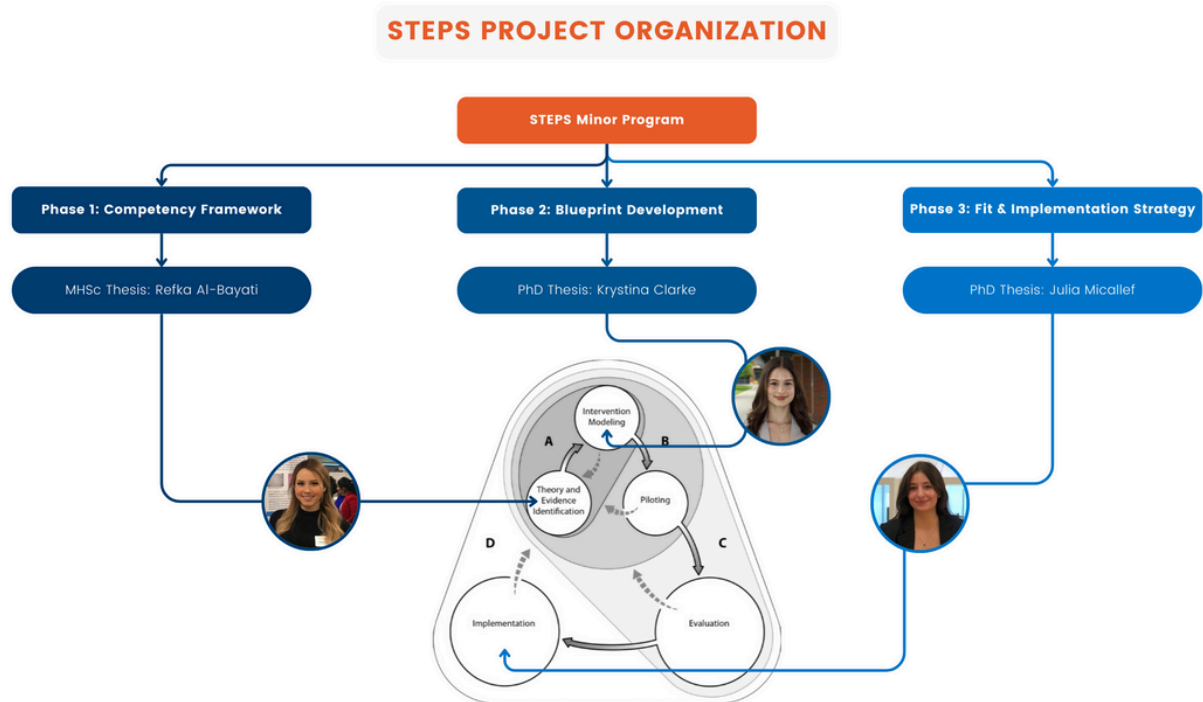 STEPS PROJECT ORGANIZATION
STEPS Minor Program
Phase 1: Competency Framework
Phase 2: Blueprint Development
Phase 3: Fit & Implementation Strategy
MHSc Thesis: Refka Al-Bayati
PhD Thesis: Krystina Clarke
PhD Thesis: Julia Micallef
Intervention
Modeling
A
B
Theory and
Evidence
Identification
Piloting
D
C
Implementation
Evaluation